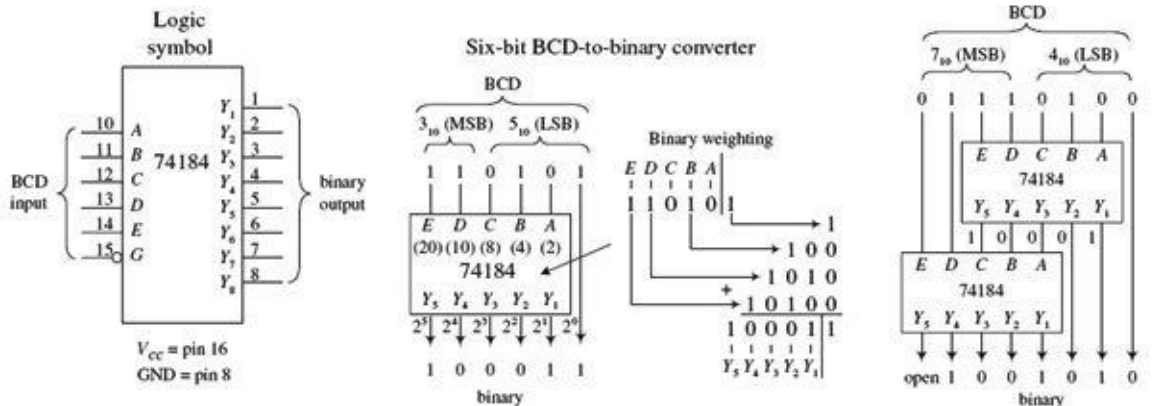 Logic
symbol
BCD
input
10 A
11 B
12 C
13 D
14 E
15 G
74184
Y₁ 1
Y₂ 2
Y₃ 3
Y₄ 4
Y₅ 5
Y₆ 6
Y₇ 7
Y₈ 8
binary
output
V_CC = pin 16
GND = pin 8
Six-bit BCD-to-binary converter
BCD
3₁₀ (MSB) 5₁₀ (LSB)
1 1 0 1 0 1
E D C B A
(20) (10) (8) (4) (2)
74184
Y₅ Y₄ Y₃ Y₂ Y₁
2⁵ 2⁴ 2³ 2² 2¹ 2⁰
1 0 0 0 1 1
binary
Binary weighting
E D C B A
1 1 0 1 0 1
1
1 0 0
1 0 1 0
+ 1 0 1 0 0
1 0 0 0 1 1
Y₅ Y₄ Y₃ Y₂ Y₁
BCD
7₁₀ (MSB) 4₁₀ (LSB)
0 1 1 1 0 1 0 0
E D C B A
74184
Y₅ Y₄ Y₃ Y₂ Y₁
1 0 0 0 1
E D C B A
74184
Y₅ Y₄ Y₃ Y₂ Y₁
open 1 0 0 1 0 1 0
binary